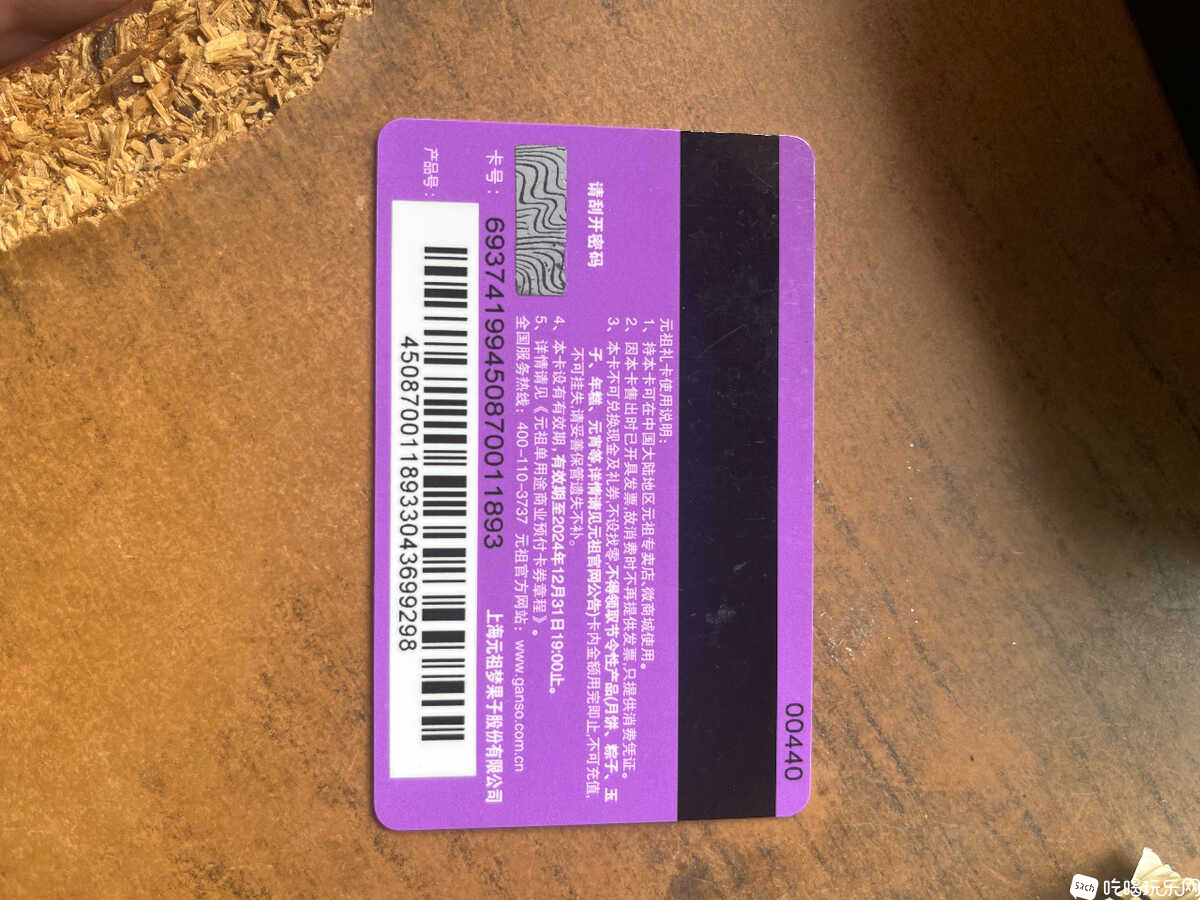 00440
元祖礼卡使用说明：
1、持本卡可在中国大陆地区元祖专卖店、微商城使用。
2、因本卡售出时已开具发票,故消费时不再提供发票,只提供消费凭证。
3、本卡不可兑换现金及礼券,不设找零,不得领取节令性产品(月饼、粽子、玉
子、年糕、元宵等,详情请见元祖官网公告)卡内金额用完即止,不可充值,
不可挂失,请妥善保管遗失不补。
4、本卡设有有效期,有效期至2024年12月31日19:00止。
5、详情请见《元祖单用途商业预付卡券章程》。
全国服务热线：400-110-3737 元祖官方网站：www.ganso.com.cn
请刮开密码
卡号：6937419945087001189​3
上海元祖梦果子股份有限公司
产品号：
4508700118933043699298
吃喝玩乐网